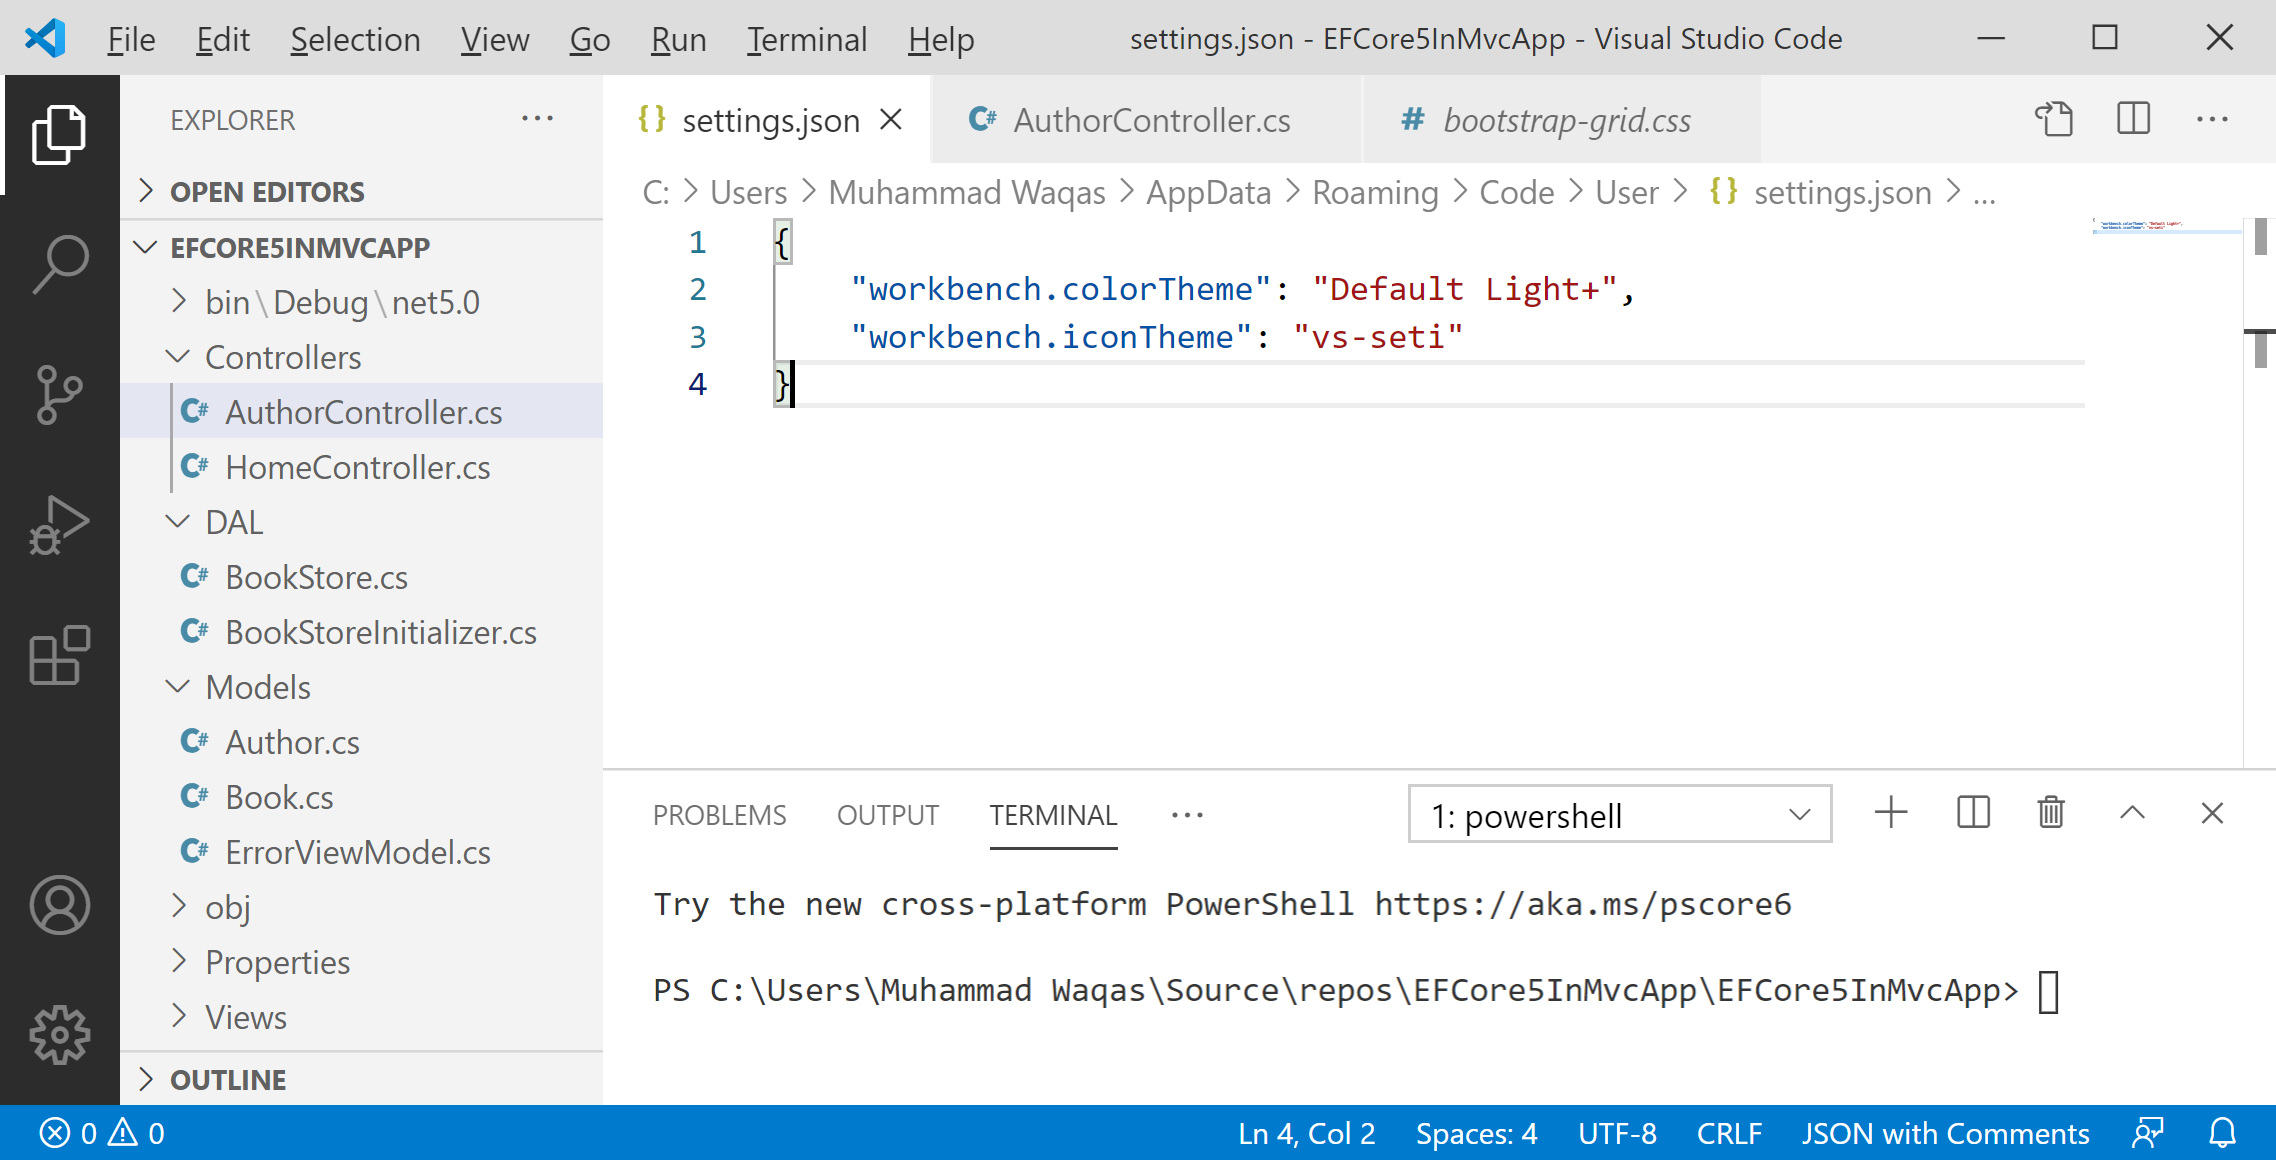 File Edit Selection View Go Run Terminal Help settings.json - EFCore5InMvcApp - Visual Studio Code
EXPLORER
OPEN EDITORS
EFCORE5INMVCAPP
bin\Debug\net5.0
Controllers
C# AuthorController.cs
C# HomeController.cs
DAL
C# BookStore.cs
C# BookStoreInitializer.cs
Models
C# Author.cs
C# Book.cs
C# ErrorViewModel.cs
obj
Properties
Views
OUTLINE
{} settings.json C# AuthorController.cs # bootstrap-grid.css
C: > Users > Muhammad Waqas > AppData > Roaming > Code > User > {} settings.json > ...
1 {
2 "workbench.colorTheme": "Default Light+",
3 "workbench.iconTheme": "vs-seti"
4 }
PROBLEMS OUTPUT TERMINAL ... 1: powershell
Try the new cross-platform PowerShell https://aka.ms/pscore6
PS C:\Users\Muhammad Waqas\Source\repos\EFCore5InMvcApp\EFCore5InMvcApp>
0 0 Ln 4, Col 2 Spaces: 4 UTF-8 CRLF JSON with Comments